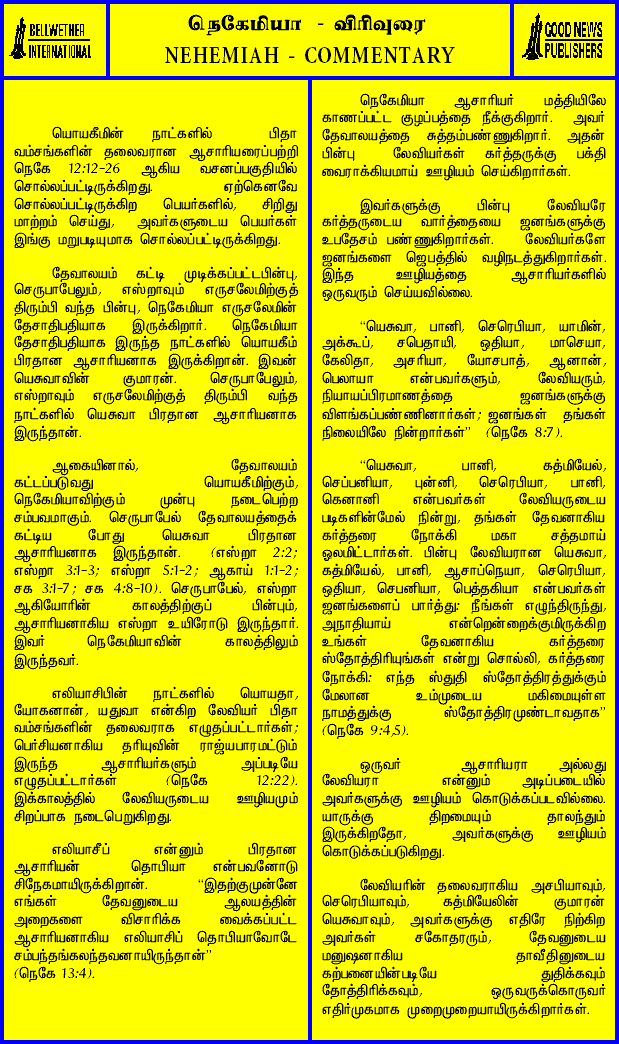 BELLWETHER
INTERNATIONAL
நெகேமியா - விரிவுரை
NEHEMIAH - COMMENTARY
GOOD NEWS
PUBLISHERS
யொயகீமின் நாட்களில் பிதா
வம்சங்களின் தலைவரான ஆசாரியரைப்பற்றி
நெகே 12:12-26 ஆகிய வசனப்பகுதியில்
சொல்லப்பட்டிருக்கிறது. ஏற்கெனவே
சொல்லப்பட்டிருக்கிற பெயர்களில், சிறிது
மாற்றம் செய்து, அவர்களுடைய பெயர்கள்
இங்கு மறுபடியுமாக சொல்லப்பட்டிருக்கிறது.
தேவாலயம் கட்டி முடிக்கப்பட்டபின்பு,
செருபாபேலும், எஸ்றாவும் எருசலேமிற்குத்
திரும்பி வந்த பின்பு, நெகேமியா எருசலேமின்
தேசாதிபதியாக இருக்கிறார். நெகேமியா
தேசாதிபதியாக இருந்த நாட்களில் யொயகீம்
பிரதான ஆசாரியனாக இருக்கிறான். இவன்
யெசுவாவின் குமாரன். செருபாபேலும்,
எஸ்றாவும் எருசலேமிற்குத் திரும்பி வந்த
நாட்களில் யெசுவா பிரதான ஆசாரியனாக
இருந்தான்.
ஆகையினால், தேவாலயம்
கட்டப்படுவது யொயகீமிற்கும்,
நெகேமியாவிற்கும் முன்பு நடைபெற்ற
சம்பவமாகும். செருபாபேல் தேவாலயத்தைக்
கட்டிய போது யெசுவா பிரதான
ஆசாரியனாக இருந்தான். (எஸ்றா 2:2;
எஸ்றா 3:1-3; எஸ்றா 5:1-2; ஆகாய் 1:1-2;
சக 3:1-7; சக 4:8-10). செருபாபேல், எஸ்றா
ஆகியோரின் காலத்திற்குப் பின்பும்,
ஆசாரியனாகிய எஸ்றா உயிரோடு இருந்தார்.
இவர் நெகேமியாவின் காலத்திலும்
இருந்தவர்.
எலியாசிபின் நாட்களில் யொயதா,
யோகனான், யதுவா என்கிற லேவியர் பிதா
வம்சங்களின் தலைவராக எழுதப்பட்டார்கள்;
பெர்சியனாகிய தரியுவின் ராஜ்யபாரமட்டும்
இருந்த ஆசாரியர்களும் அப்படியே
எழுதப்பட்டார்கள் (நெகே 12:22).
இக்காலத்தில் லேவியருடைய ஊழியமும்
சிறப்பாக நடைபெறுகிறது.
எலியாசீப் என்னும் பிரதான
ஆசாரியன் தொபியா என்பவனோடு
சிநேகமாயிருக்கிறான். “இதற்குமுன்னே
எங்கள் தேவனுடைய ஆலயத்தின்
அறைகளை விசாரிக்க வைக்கப்பட்ட
ஆசாரியனாகிய எலியாசிப் தொபியாவோடே
சம்பந்தங்கலந்தவனாயிருந்தான்”
(நெகே 13:4).
நெகேமியா ஆசாரியர் மத்தியிலே
காணப்பட்ட குழப்பத்தை நீக்குகிறார். அவர்
தேவாலயத்தை சுத்தம்பண்ணுகிறார். அதன்
பின்பு லேவியர்கள் கர்த்தருக்கு பக்தி
வைராக்கியமாய் ஊழியம் செய்கிறார்கள்.
இவர்களுக்கு பின்பு லேவியரே
கர்த்தருடைய வார்த்தையை ஜனங்களுக்கு
உபதேசம் பண்ணுகிறார்கள். லேவியர்களே
ஜனங்களை ஜெபத்தில் வழிநடத்துகிறார்கள்.
இந்த ஊழியத்தை ஆசாரியர்களில்
ஒருவரும் செய்யவில்லை.
“யெசுவா, பானி, செரெபியா, யாமின்,
அக்கூப், சபெதாயி, ஒதியா, மாசெயா,
கேலிதா, அசரியா, யோசபாத், ஆனான்,
பெலாயா என்பவர்களும், லேவியரும்,
நியாயப்பிரமாணத்தை ஜனங்களுக்கு
விளங்கப்பண்ணினார்கள்; ஜனங்கள் தங்கள்
நிலையிலே நின்றார்கள்” (நெகே 8:7).
“யெசுவா, பானி, கத்மியேல்,
செப்பனியா, புன்னி, செரெபியா, பானி,
கெனானி என்பவர்கள் லேவியருடைய
படிகளின்மேல் நின்று, தங்கள் தேவனாகிய
கர்த்தரை நோக்கி மகா சத்தமாய்
ஓலமிட்டார்கள். பின்பு லேவியரான யெசுவா,
கத்மியேல், பானி, ஆசாப்நெயா, செரெபியா,
ஒதியா, செபனியா, பெத்தகியா என்பவர்கள்
ஜனங்களைப் பார்த்து: நீங்கள் எழுந்திருந்து,
அநாதியாய் என்றென்றைக்குமிருக்கிற
உங்கள் தேவனாகிய கர்த்தரை
ஸ்தோத்திரியுங்கள் என்று சொல்லி, கர்த்தரை
நோக்கி: எந்த ஸ்துதி ஸ்தோத்திரத்துக்கும்
மேலான உம்முடைய மகிமையுள்ள
நாமத்துக்கு ஸ்தோத்திரமுண்டாவதாக”
(நெகே 9:4,5).
ஒருவர் ஆசாரியரா அல்லது
லேவியரா என்னும் அடிப்படையில்
அவர்களுக்கு ஊழியம் கொடுக்கப்படவில்லை.
யாருக்கு திறமையும் தாலந்தும்
இருக்கிறதோ, அவர்களுக்கு ஊழியம்
கொடுக்கப்படுகிறது.
லேவியரின் தலைவராகிய அசபியாவும்,
செரெபியாவும், கத்மியேலின் குமாரன்
யெசுவாவும், அவர்களுக்கு எதிரே நிற்கிற
அவர்கள் சகோதரரும், தேவனுடைய
மனுஷனாகிய தாவீதினுடைய
கற்பனையின்படியே துதிக்கவும்
தோத்திரிக்கவும், ஒருவருக்கொருவர்
எதிர்முகமாக முறைமுறையாயிருக்கிறார்கள்.